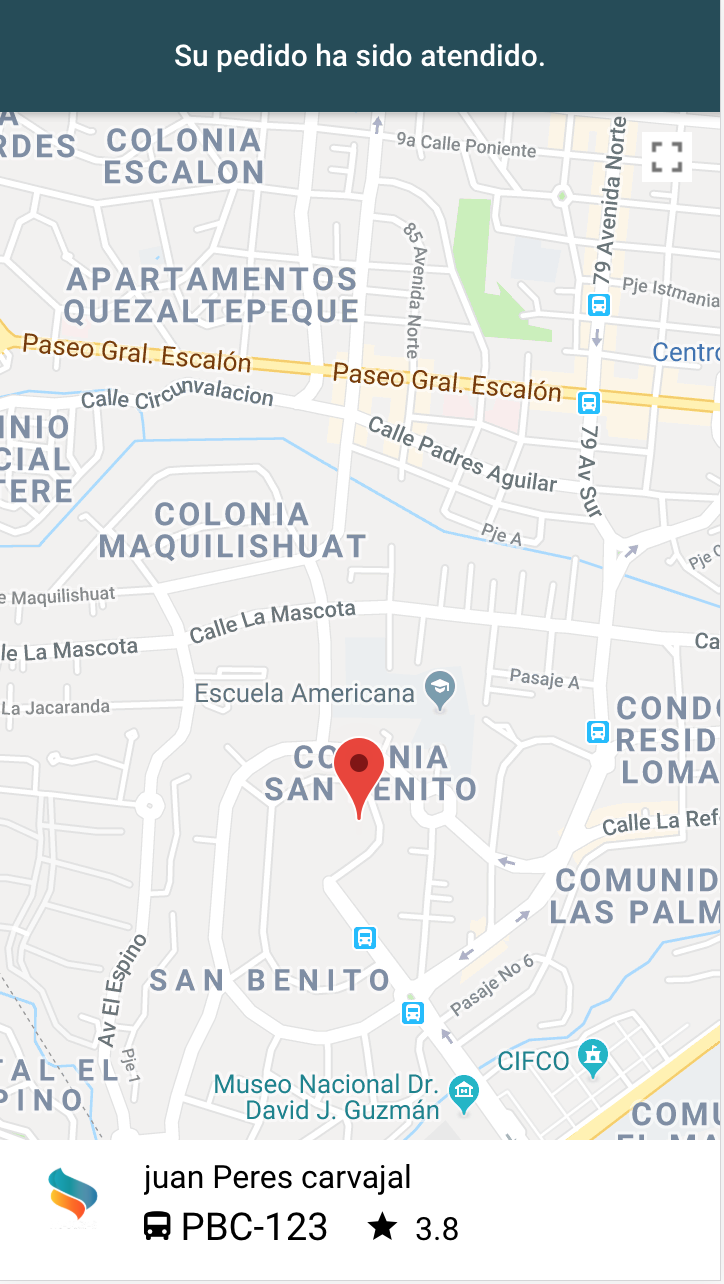 Su pedido ha sido atendido.
A
RDES
COLONIA
ESCALON
9a Calle Poniente
79 Avenida Norte
85 Avenida Norte
APARTAMENTOS
QUEZALTEPEQUE
Pje Istmania
Paseo Gral. Escalón
Paseo Gral. Escalón
Centro
Calle Circunvalacion
INIO
CIAL
TERE
Calle Padres Aguilar
79 Av Sur
COLONIA
MAQUILISHUAT
Pje A
Pje C
e Maquilishuat
Calle La Mascota
lle La Mascota
Ca
Escuela Americana
Pasaje A
La Jacaranda
CONDO
RESID
LOMA
COLONIA
SAN BENITO
Calle La Ref
COMUNID
LAS PALM
Av El Espino
SAN BENITO
Pasaje No 6
Pje 1
TAL EL
PINO
CIFCO
Museo Nacional Dr.
David J. Guzmán
COMU
EL MA
juan Peres carvajal
PBC-123
3.8